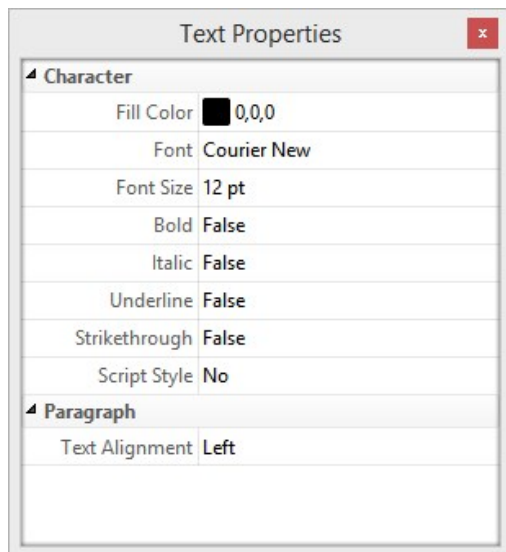 Text Properties
x
Character
Fill Color 0,0,0
Font Courier New
Font Size 12 pt
Bold False
Italic False
Underline False
Strikethrough False
Script Style No
Paragraph
Text Alignment Left